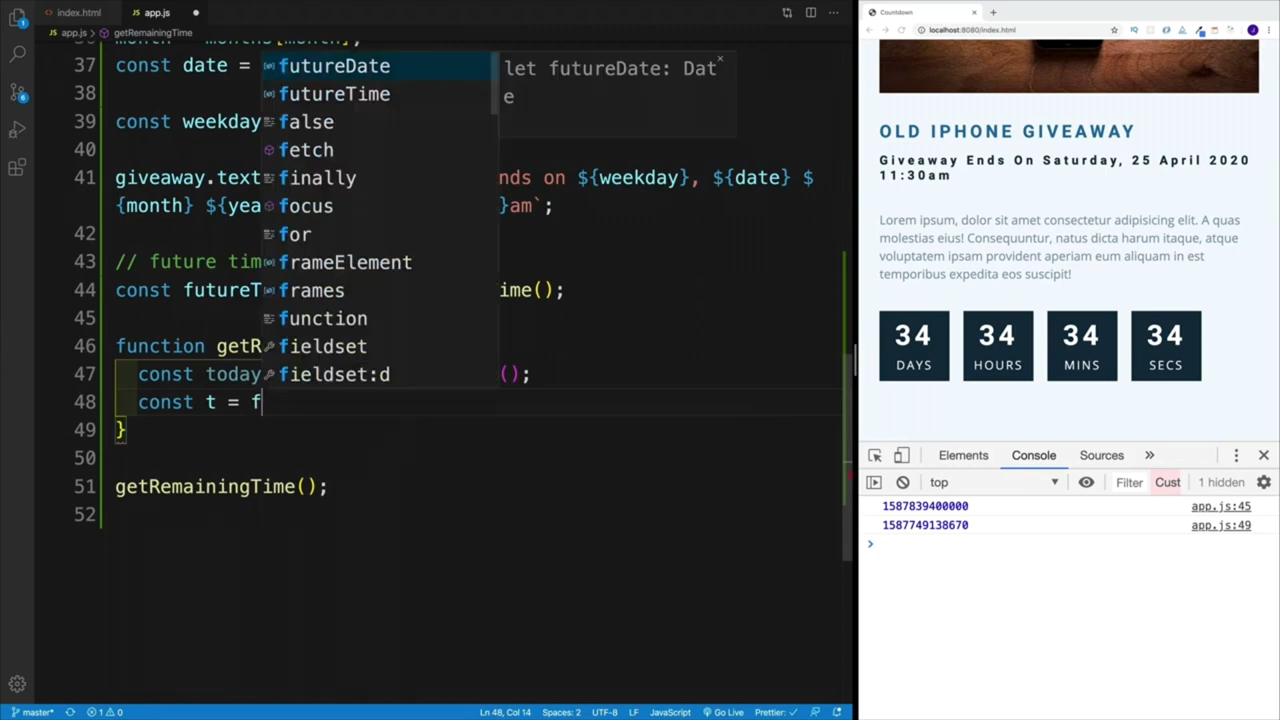 index.html
app.js
app.js > getRemainingTime
37 const date =
38
39 const weekday
40
41 giveaway.text nds on ${weekday}, ${date} $
{month} ${yea }am`;
42
43 // future tim
44 const futureT ime();
45
46 function getR
47 const today ();
48 const t = f
49 }
50
51 getRemainingTime();
52
futureDate
futureTime
false
fetch
finally
focus
for
frameElement
frames
function
fieldset
fieldset:d
let futureDate: Dat
e
×
1
6
master*
1 0
Ln 48, Col 14
Spaces: 2
UTF-8
LF
JavaScript
Go Live
Prettier: ✓
Countdown
localhost:8080/index.html
OLD IPHONE GIVEAWAY
Giveaway Ends On Saturday, 25 April 2020
11:30am
Lorem ipsum, dolor sit amet consectetur adipisicing elit. A quas
molestias eius! Consequuntur, natus dicta harum itaque, atque
voluptatem ipsam provident aperiam eum aliquam in est
temporibus expedita eos suscipit!
34 34 34 34
DAYS HOURS MINS SECS
Elements Console Sources »
top Filter Cust 1 hidden
1587839400000 app.js:45
1587749138670 app.js:49